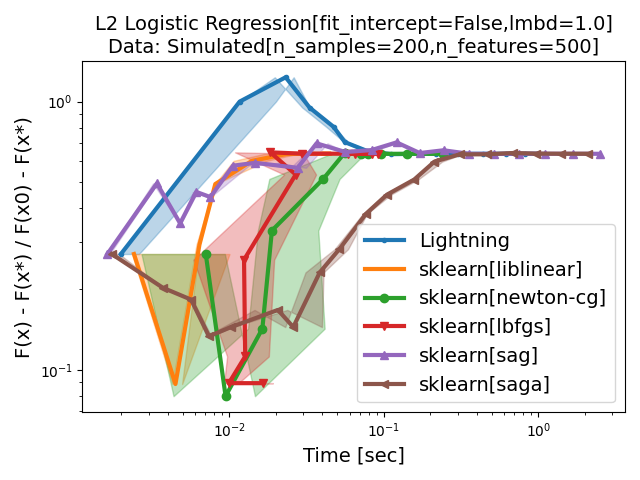 L2 Logistic Regression[fit_intercept=False,lmbd=1.0]
Data: Simulated[n_samples=200,n_features=500]
F(x) - F(x*) / F(x0) - F(x*)
10⁰
10⁻¹
Lightning
sklearn[liblinear]
sklearn[newton-cg]
sklearn[lbfgs]
sklearn[sag]
sklearn[saga]
10⁻² 10⁻¹ 10⁰
Time [sec]